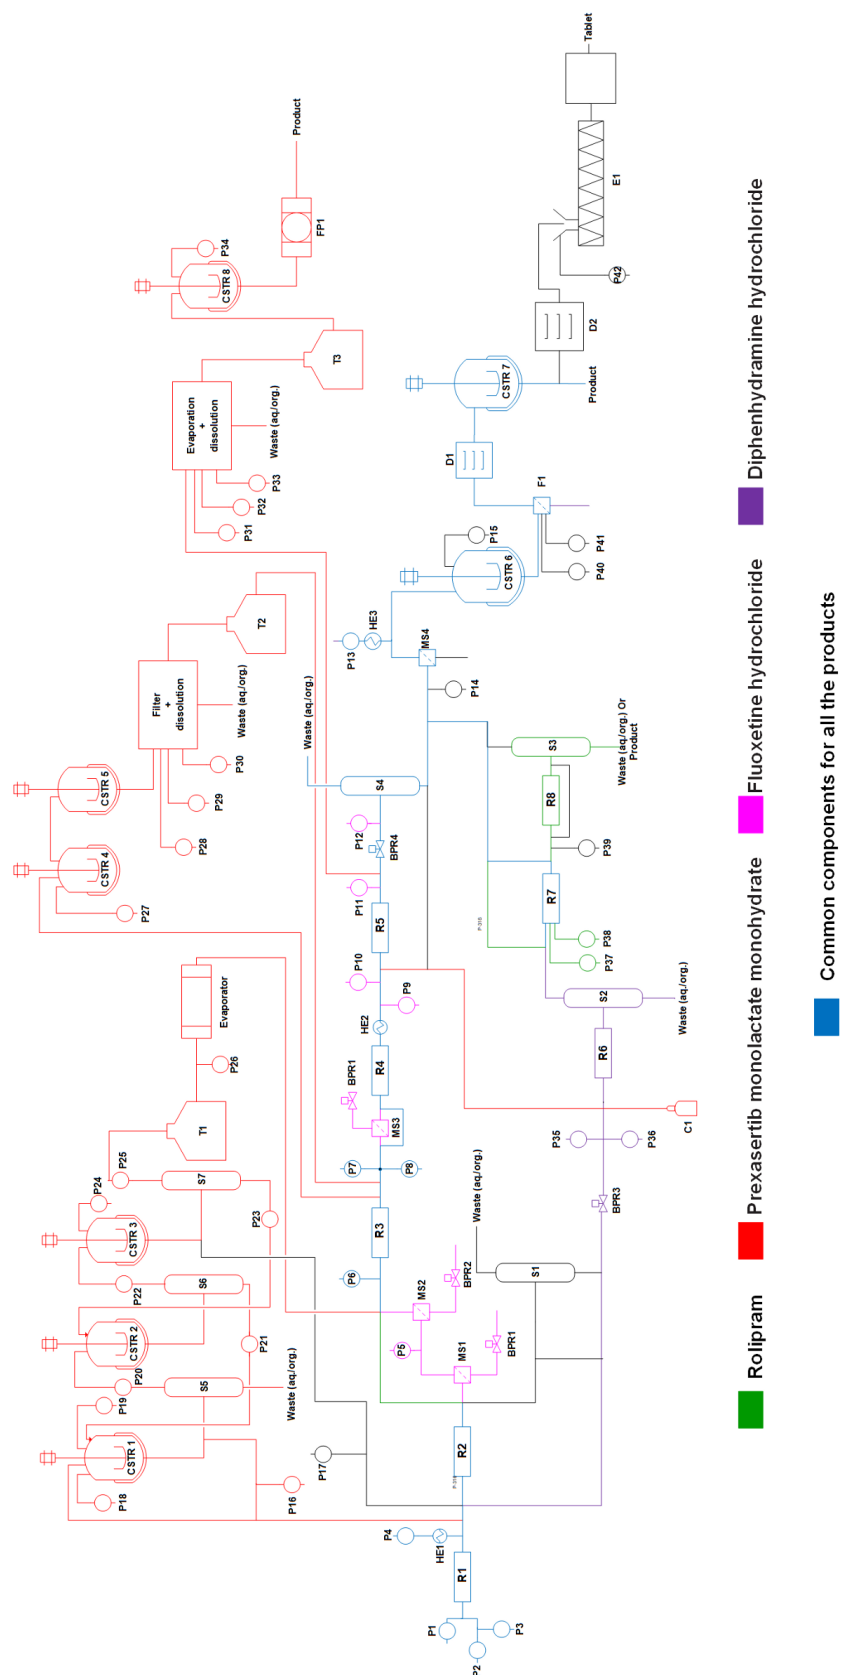 Tablet
Product
P34
FP1
CSTR 8
T3
E1
P42
D2
CSTR 7
Product
Evaporation
+
dissolution
Waste (aq./org.)
P33
P32
P31
D1
F1
P15
P41
P40
CSTR 6
HE3
P13
MS4
P14
T2
Filter
+
dissolution
Waste (aq./org.)
P30
P29
P28
CSTR 5
CSTR 4
P27
Waste (aq./org.)
S4
P12
BPR4
P11
R5
P10
P9
HE2
R4
BPR1
MS3
P7
P8
R3
P6
S3
Waste (aq./org.) Or
Product
R8
P39
R7
P-316
P38
P37
S2
Waste (aq./org.)
R6
P35
P36
C1
BPR3
Evaporator
P26
T1
P25
P24
S7
P23
CSTR 3
P22
S6
CSTR 2
P21
P20
S5
Waste (aq./org.)
P19
CSTR 1
P18
P16
P17
Waste (aq./org.)
S1
MS2
BPR2
P5
MS1
BPR1
R2
P4
HE1
R1
P1
P2
P3
Rolipram
Prexasertib monolactate monohydrate
Fluoxetine hydrochloride
Diphenhydramine hydrochloride
Common components for all the products